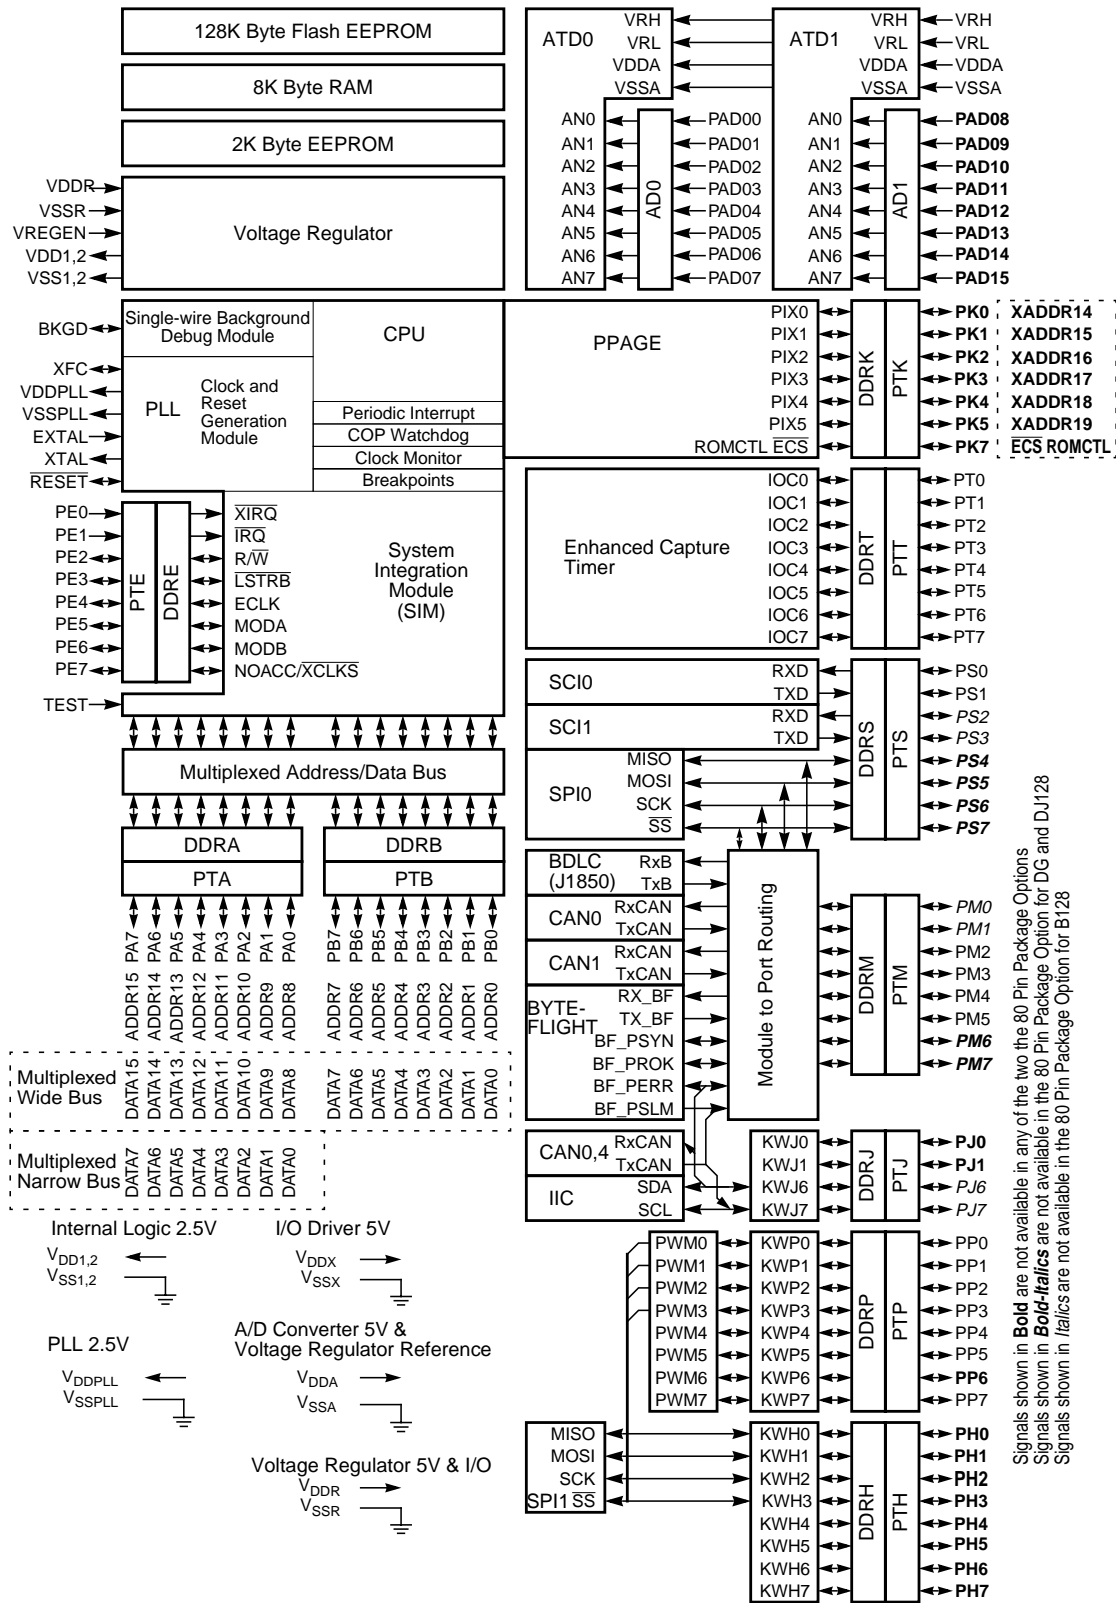 128K Byte Flash EEPROM
8K Byte RAM
2K Byte EEPROM
VDDR
VSSR
VREGEN
VDD1,2
VSS1,2
Voltage Regulator
ATD0
VRH
VRL
VDDA
VSSA
AN0
AN1
AN2
AN3
AN4
AN5
AN6
AN7
AD0
PAD00
PAD01
PAD02
PAD03
PAD04
PAD05
PAD06
PAD07
ATD1
VRH
VRL
VDDA
VSSA
VRH
VRL
VDDA
VSSA
AN0
AN1
AN2
AN3
AN4
AN5
AN6
AN7
AD1
PAD08
PAD09
PAD10
PAD11
PAD12
PAD13
PAD14
PAD15
BKGD
XFC
VDDPLL
VSSPLL
EXTAL
XTAL
RESET
Single-wire Background
Debug Module
CPU
PLL
Clock and
Reset
Generation
Module
Periodic Interrupt
COP Watchdog
Clock Monitor
Breakpoints
PE0
PE1
PE2
PE3
PE4
PE5
PE6
PE7
TEST
PTE
DDRE
XIRQ
IRQ
R/W
LSTRB
ECLK
MODA
MODB
NOACC/XCLKS
System
Integration
Module
(SIM)
PPAGE
PIX0
PIX1
PIX2
PIX3
PIX4
PIX5
ROMCTL ECS
DDRK
PTK
PK0
PK1
PK2
PK3
PK4
PK5
PK7
XADDR14
XADDR15
XADDR16
XADDR17
XADDR18
XADDR19
ECS ROMCTL
Enhanced Capture
Timer
IOC0
IOC1
IOC2
IOC3
IOC4
IOC5
IOC6
IOC7
DDRT
PTT
PT0
PT1
PT2
PT3
PT4
PT5
PT6
PT7
SCI0
RXD
TXD
SCI1
RXD
TXD
SPI0
MISO
MOSI
SCK
SS
DDRS
PTS
PS0
PS1
PS2
PS3
PS4
PS5
PS6
PS7
Multiplexed Address/Data Bus
DDRA
PTA
DDRB
PTB
PA7
PA6
PA5
PA4
PA3
PA2
PA1
PA0
PB7
PB6
PB5
PB4
PB3
PB2
PB1
PB0
ADDR15
ADDR14
ADDR13
ADDR12
ADDR11
ADDR10
ADDR9
ADDR8
ADDR7
ADDR6
ADDR5
ADDR4
ADDR3
ADDR2
ADDR1
ADDR0
Multiplexed
Wide Bus
DATA15
DATA14
DATA13
DATA12
DATA11
DATA10
DATA9
DATA8
DATA7
DATA6
DATA5
DATA4
DATA3
DATA2
DATA1
DATA0
Multiplexed
Narrow Bus
DATA7
DATA6
DATA5
DATA4
DATA3
DATA2
DATA1
DATA0
BDLC
(J1850)
RxB
TxB
CAN0
RxCAN
TxCAN
CAN1
RxCAN
TxCAN
BYTE-
FLIGHT
RX_BF
TX_BF
BF_PSYN
BF_PROK
BF_PERR
BF_PSLM
Module to Port Routing
DDRM
PTM
PM0
PM1
PM2
PM3
PM4
PM5
PM6
PM7
CAN0,4
RxCAN
TxCAN
IIC
SDA
SCL
KWJ0
KWJ1
KWJ6
KWJ7
DDRJ
PTJ
PJ0
PJ1
PJ6
PJ7
PWM0
PWM1
PWM2
PWM3
PWM4
PWM5
PWM6
PWM7
KWP0
KWP1
KWP2
KWP3
KWP4
KWP5
KWP6
KWP7
DDRP
PTP
PP0
PP1
PP2
PP3
PP4
PP5
PP6
PP7
MISO
MOSI
SCK
SPI1 SS
KWH0
KWH1
KWH2
KWH3
KWH4
KWH5
KWH6
KWH7
DDRH
PTH
PH0
PH1
PH2
PH3
PH4
PH5
PH6
PH7
Internal Logic 2.5V
VDD1,2
VSS1,2
I/O Driver 5V
VDDX
VSSX
PLL 2.5V
VDDPLL
VSSPLL
A/D Converter 5V &
Voltage Regulator Reference
VDDA
VSSA
Voltage Regulator 5V & I/O
VDDR
VSSR
Signals shown in Bold are not available in any of the two the 80 Pin Package Options
Signals shown in Bold-Italics are not available in the 80 Pin Package Option for DG and DJ128
Signals shown in Italics are not available in the 80 Pin Package Option for B128